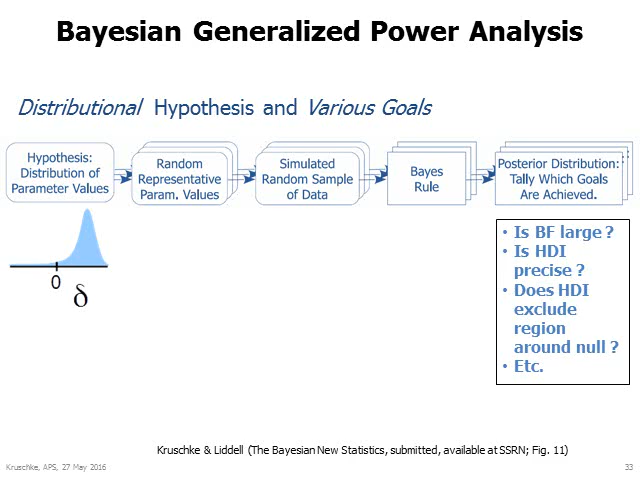 Bayesian Generalized Power Analysis
Distributional Hypothesis and Various Goals
Hypothesis:
Distribution of
Parameter Values
Random
Representative
Param. Values
Simulated
Random Sample
of Data
Bayes
Rule
Posterior Distribution:
Tally Which Goals
Are Achieved.
0
δ
• Is BF large ?
• Is HDI
precise ?
• Does HDI
exclude
region
around null ?
• Etc.
Kruschke & Liddell (The Bayesian New Statistics, submitted, available at SSRN; Fig. 11)
Kruschke, APS, 27 May 2016
33